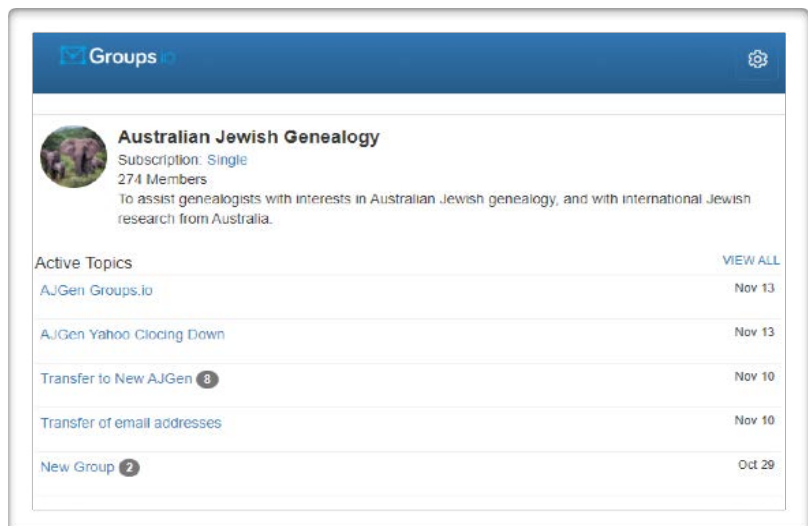 Groups.io
Australian Jewish Genealogy
Subscription: Single
274 Members
To assist genealogists with interests in Australian Jewish genealogy, and with international Jewish
research from Australia.
Active Topics VIEW ALL
AJGen Groups.io Nov 13
AJGen Yahoo Clocing Down Nov 13
Transfer to New AJGen 8 Nov 10
Transfer of email addresses Nov 10
New Group 2 Oct 29